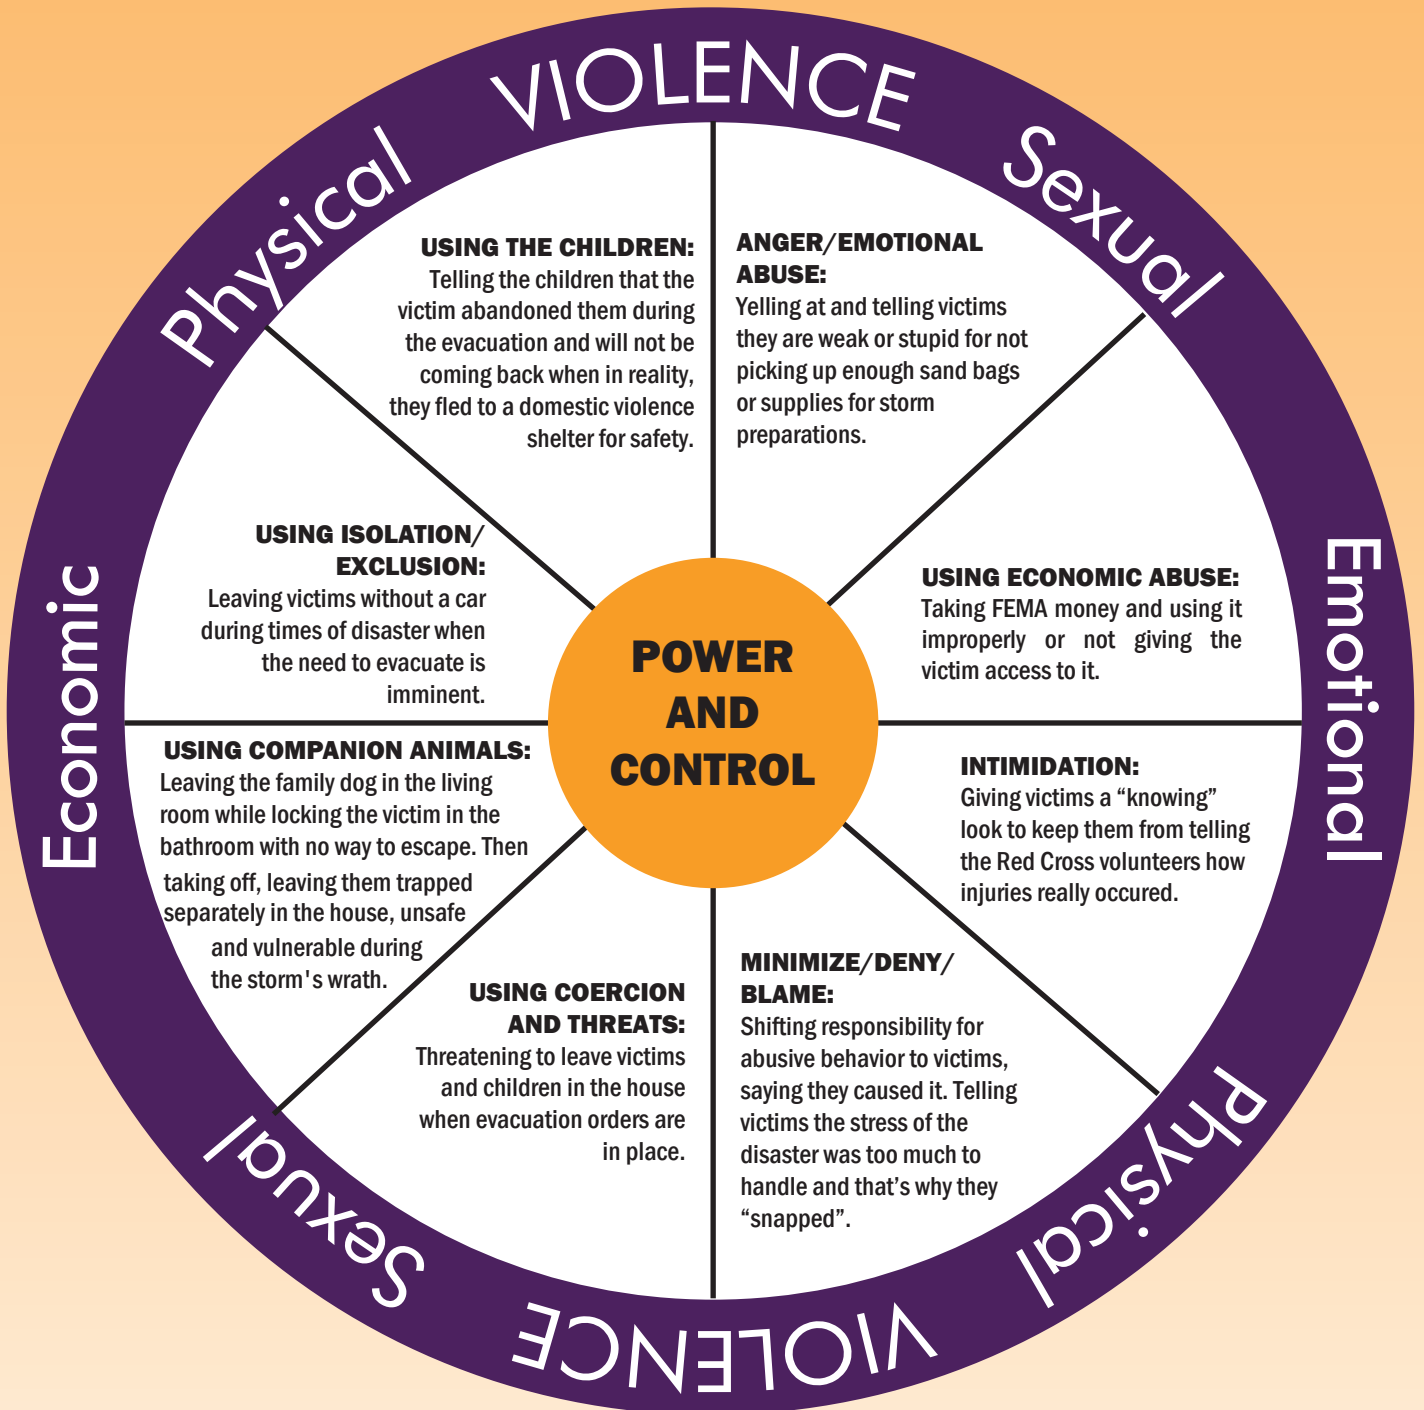 Physical
VIOLENCE
Sexual
Emotional
Physical
VIOLENCE
Sexual
Economic
USING THE CHILDREN:
Telling the children that the
victim abandoned them during
the evacuation and will not be
coming back when in reality,
they fled to a domestic violence
shelter for safety.
ANGER/EMOTIONAL
ABUSE:
Yelling at and telling victims
they are weak or stupid for not
picking up enough sand bags
or supplies for storm
preparations.
USING ECONOMIC ABUSE:
Taking FEMA money and using it
improperly or not giving the
victim access to it.
INTIMIDATION:
Giving victims a “knowing”
look to keep them from telling
the Red Cross volunteers how
injuries really occured.
MINIMIZE/DENY/
BLAME:
Shifting responsibility for
abusive behavior to victims,
saying they caused it. Telling
victims the stress of the
disaster was too much to
handle and that’s why they
“snapped”.
USING COERCION
AND THREATS:
Threatening to leave victims
and children in the house
when evacuation orders are
in place.
USING COMPANION ANIMALS:
Leaving the family dog in the living
room while locking the victim in the
bathroom with no way to escape. Then
taking off, leaving them trapped
separately in the house, unsafe
and vulnerable during
the storm's wrath.
USING ISOLATION/
EXCLUSION:
Leaving victims without a car
during times of disaster when
the need to evacuate is
imminent.
POWER
AND
CONTROL